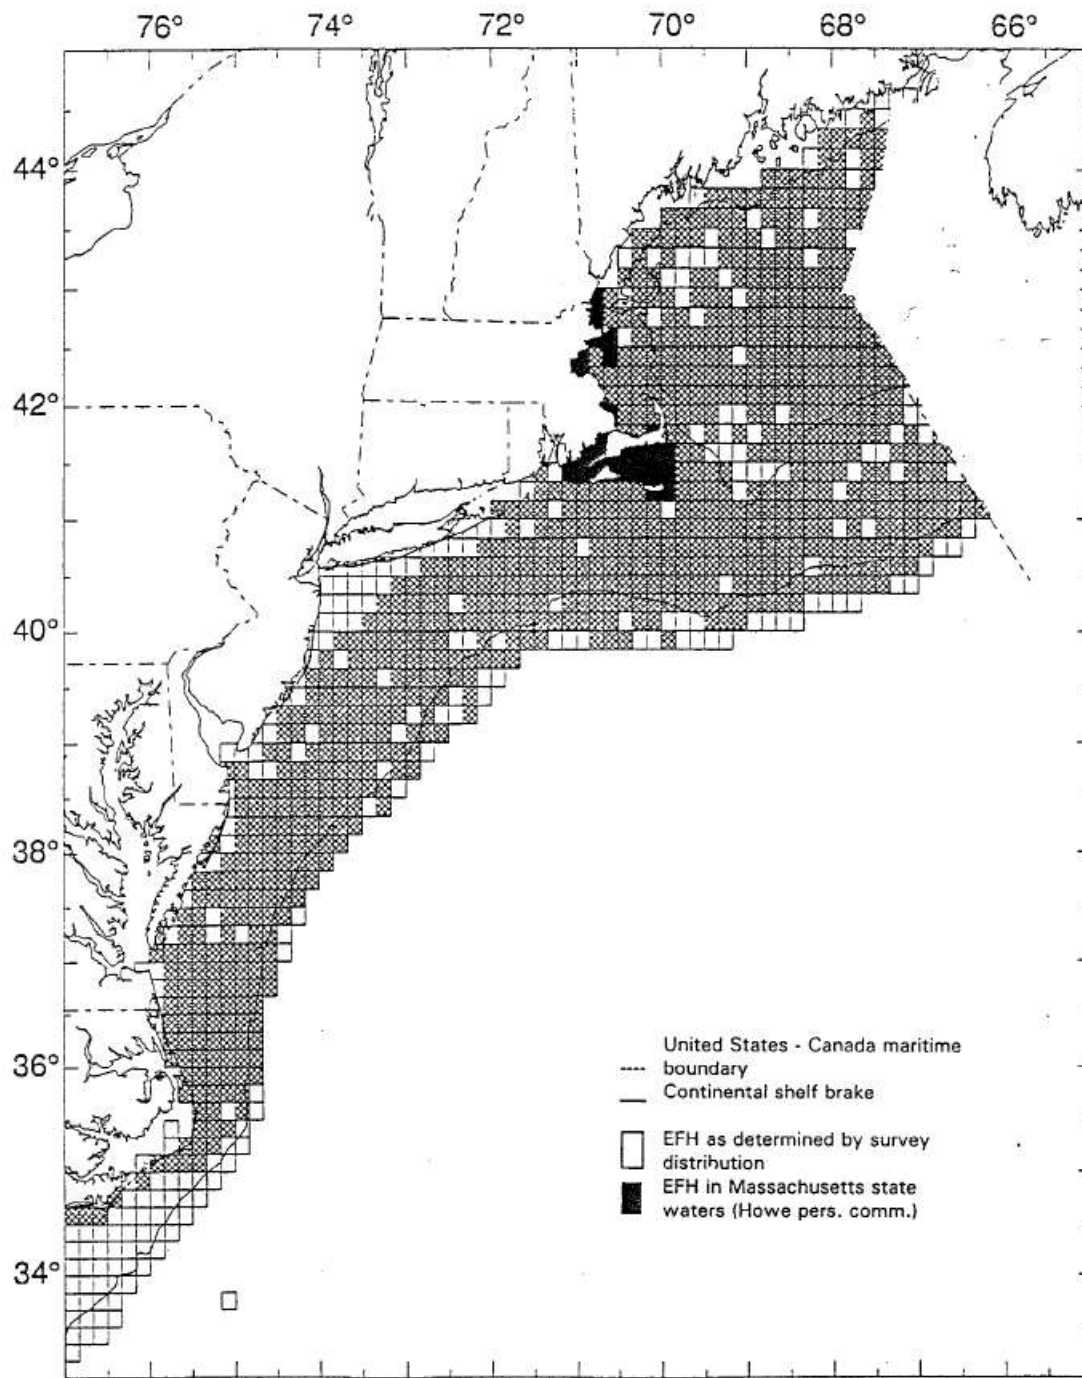 76° 74° 72° 70° 68° 66°
44°
42°
40°
38°
36°
34°
United States - Canada maritime
boundary
Continental shelf brake
EFH as determined by survey
distribution
EFH in Massachusetts state
waters (Howe pers. comm.)